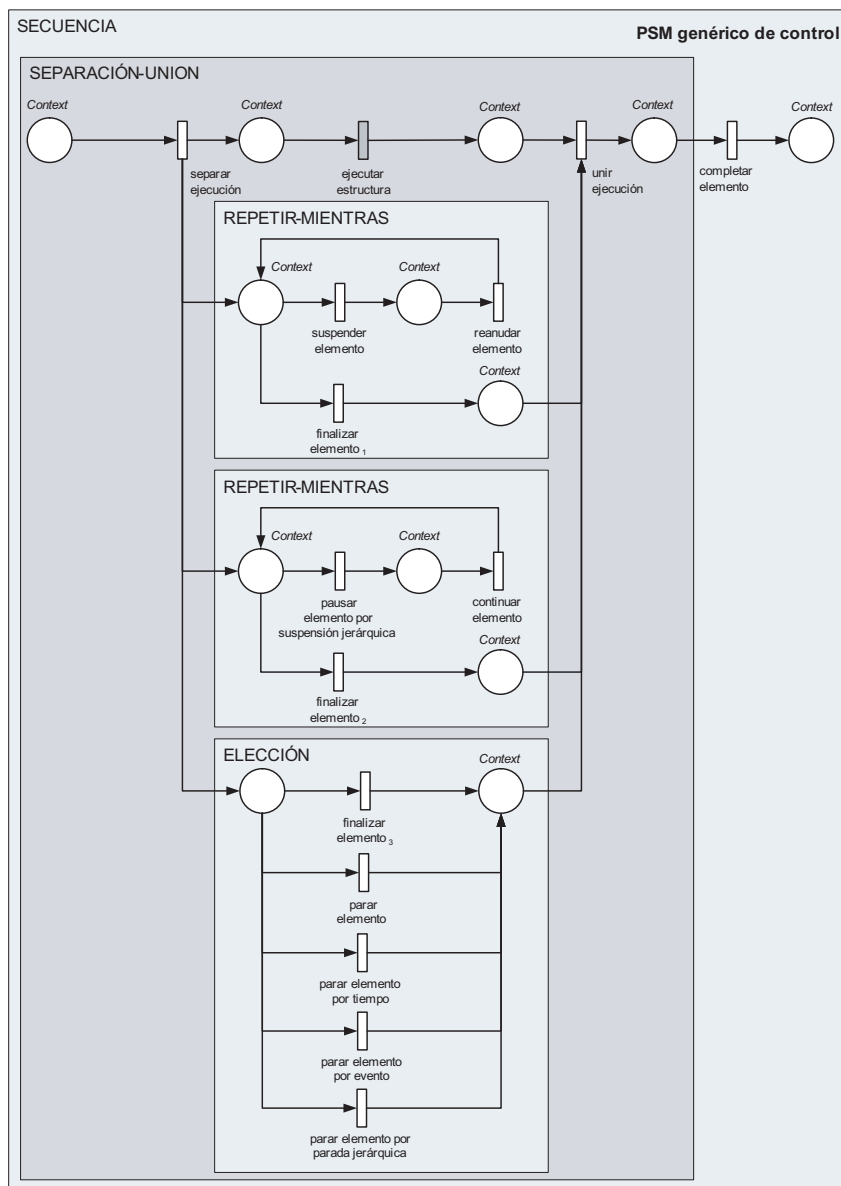 SECUENCIA
PSM genérico de control
SEPARACIÓN-UNION
Context
Context
Context
Context
Context
separar
ejecución
ejecutar
estructura
unir
ejecución
completar
elemento
REPETIR-MIENTRAS
Context
Context
suspender
elemento
reanudar
elemento
Context
finalizar
elemento 1
REPETIR-MIENTRAS
Context
Context
pausar
elemento por
suspensión jerárquica
continuar
elemento
Context
finalizar
elemento 2
ELECCIÓN
Context
finalizar
elemento 3
parar
elemento
parar elemento
por tiempo
parar elemento
por evento
parar elemento por
parada jerárquica